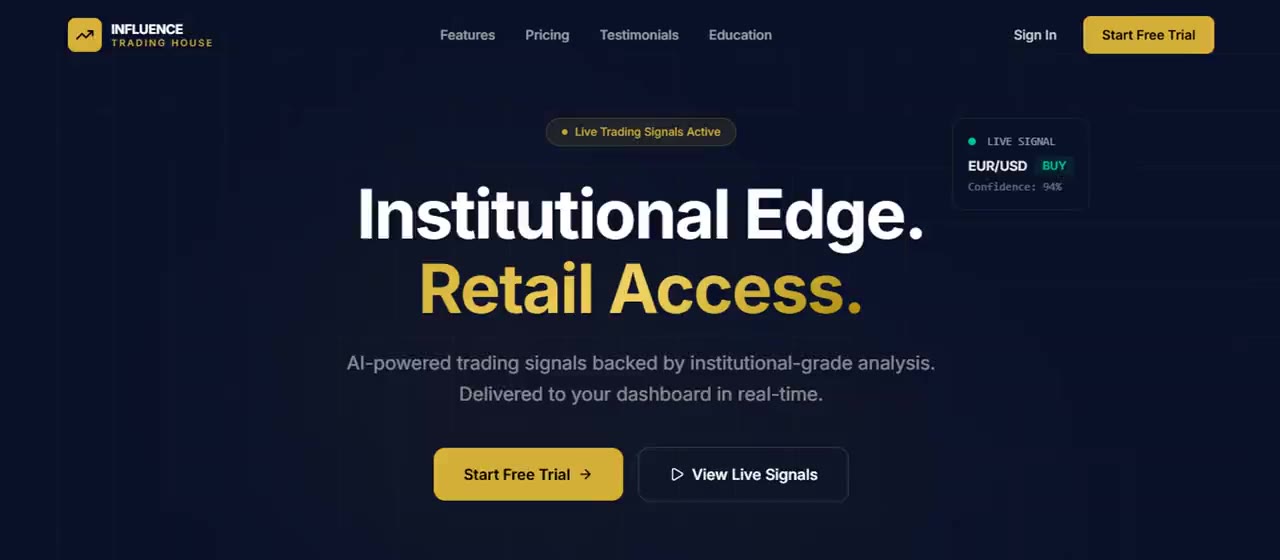 INFLUENCE
TRADING HOUSE
Features
Pricing
Testimonials
Education
Sign In
Start Free Trial
Live Trading Signals Active
LIVE SIGNAL
EUR/USD BUY
Confidence: 94%
Institutional Edge.
Retail Access.
AI-powered trading signals backed by institutional-grade analysis.
Delivered to your dashboard in real-time.
Start Free Trial →
View Live Signals